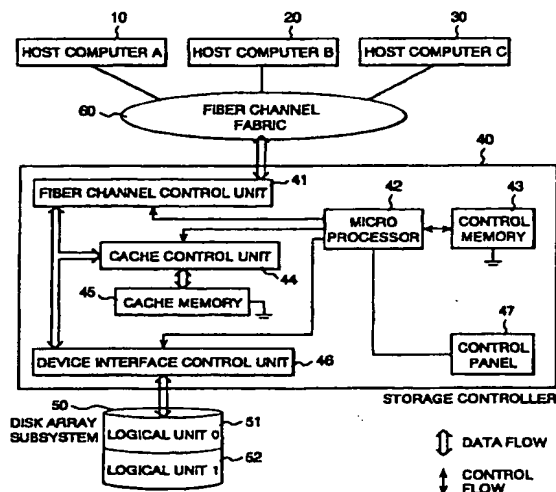 10
20
30
HOST COMPUTER A
HOST COMPUTER B
HOST COMPUTER C
60
FIBER CHANNEL
FABRIC
40
FIBER CHANNEL CONTROL UNIT
41
42
43
MICRO
PROCESSOR
CONTROL
MEMORY
CACHE CONTROL UNIT
44
45
CACHE MEMORY
47
CONTROL
PANEL
DEVICE INTERFACE CONTROL UNIT
46
STORAGE CONTROLLER
50
DISK ARRAY
SUBSYSTEM
LOGICAL UNIT 0
51
LOGICAL UNIT 1
52
DATA FLOW
CONTROL
FLOW